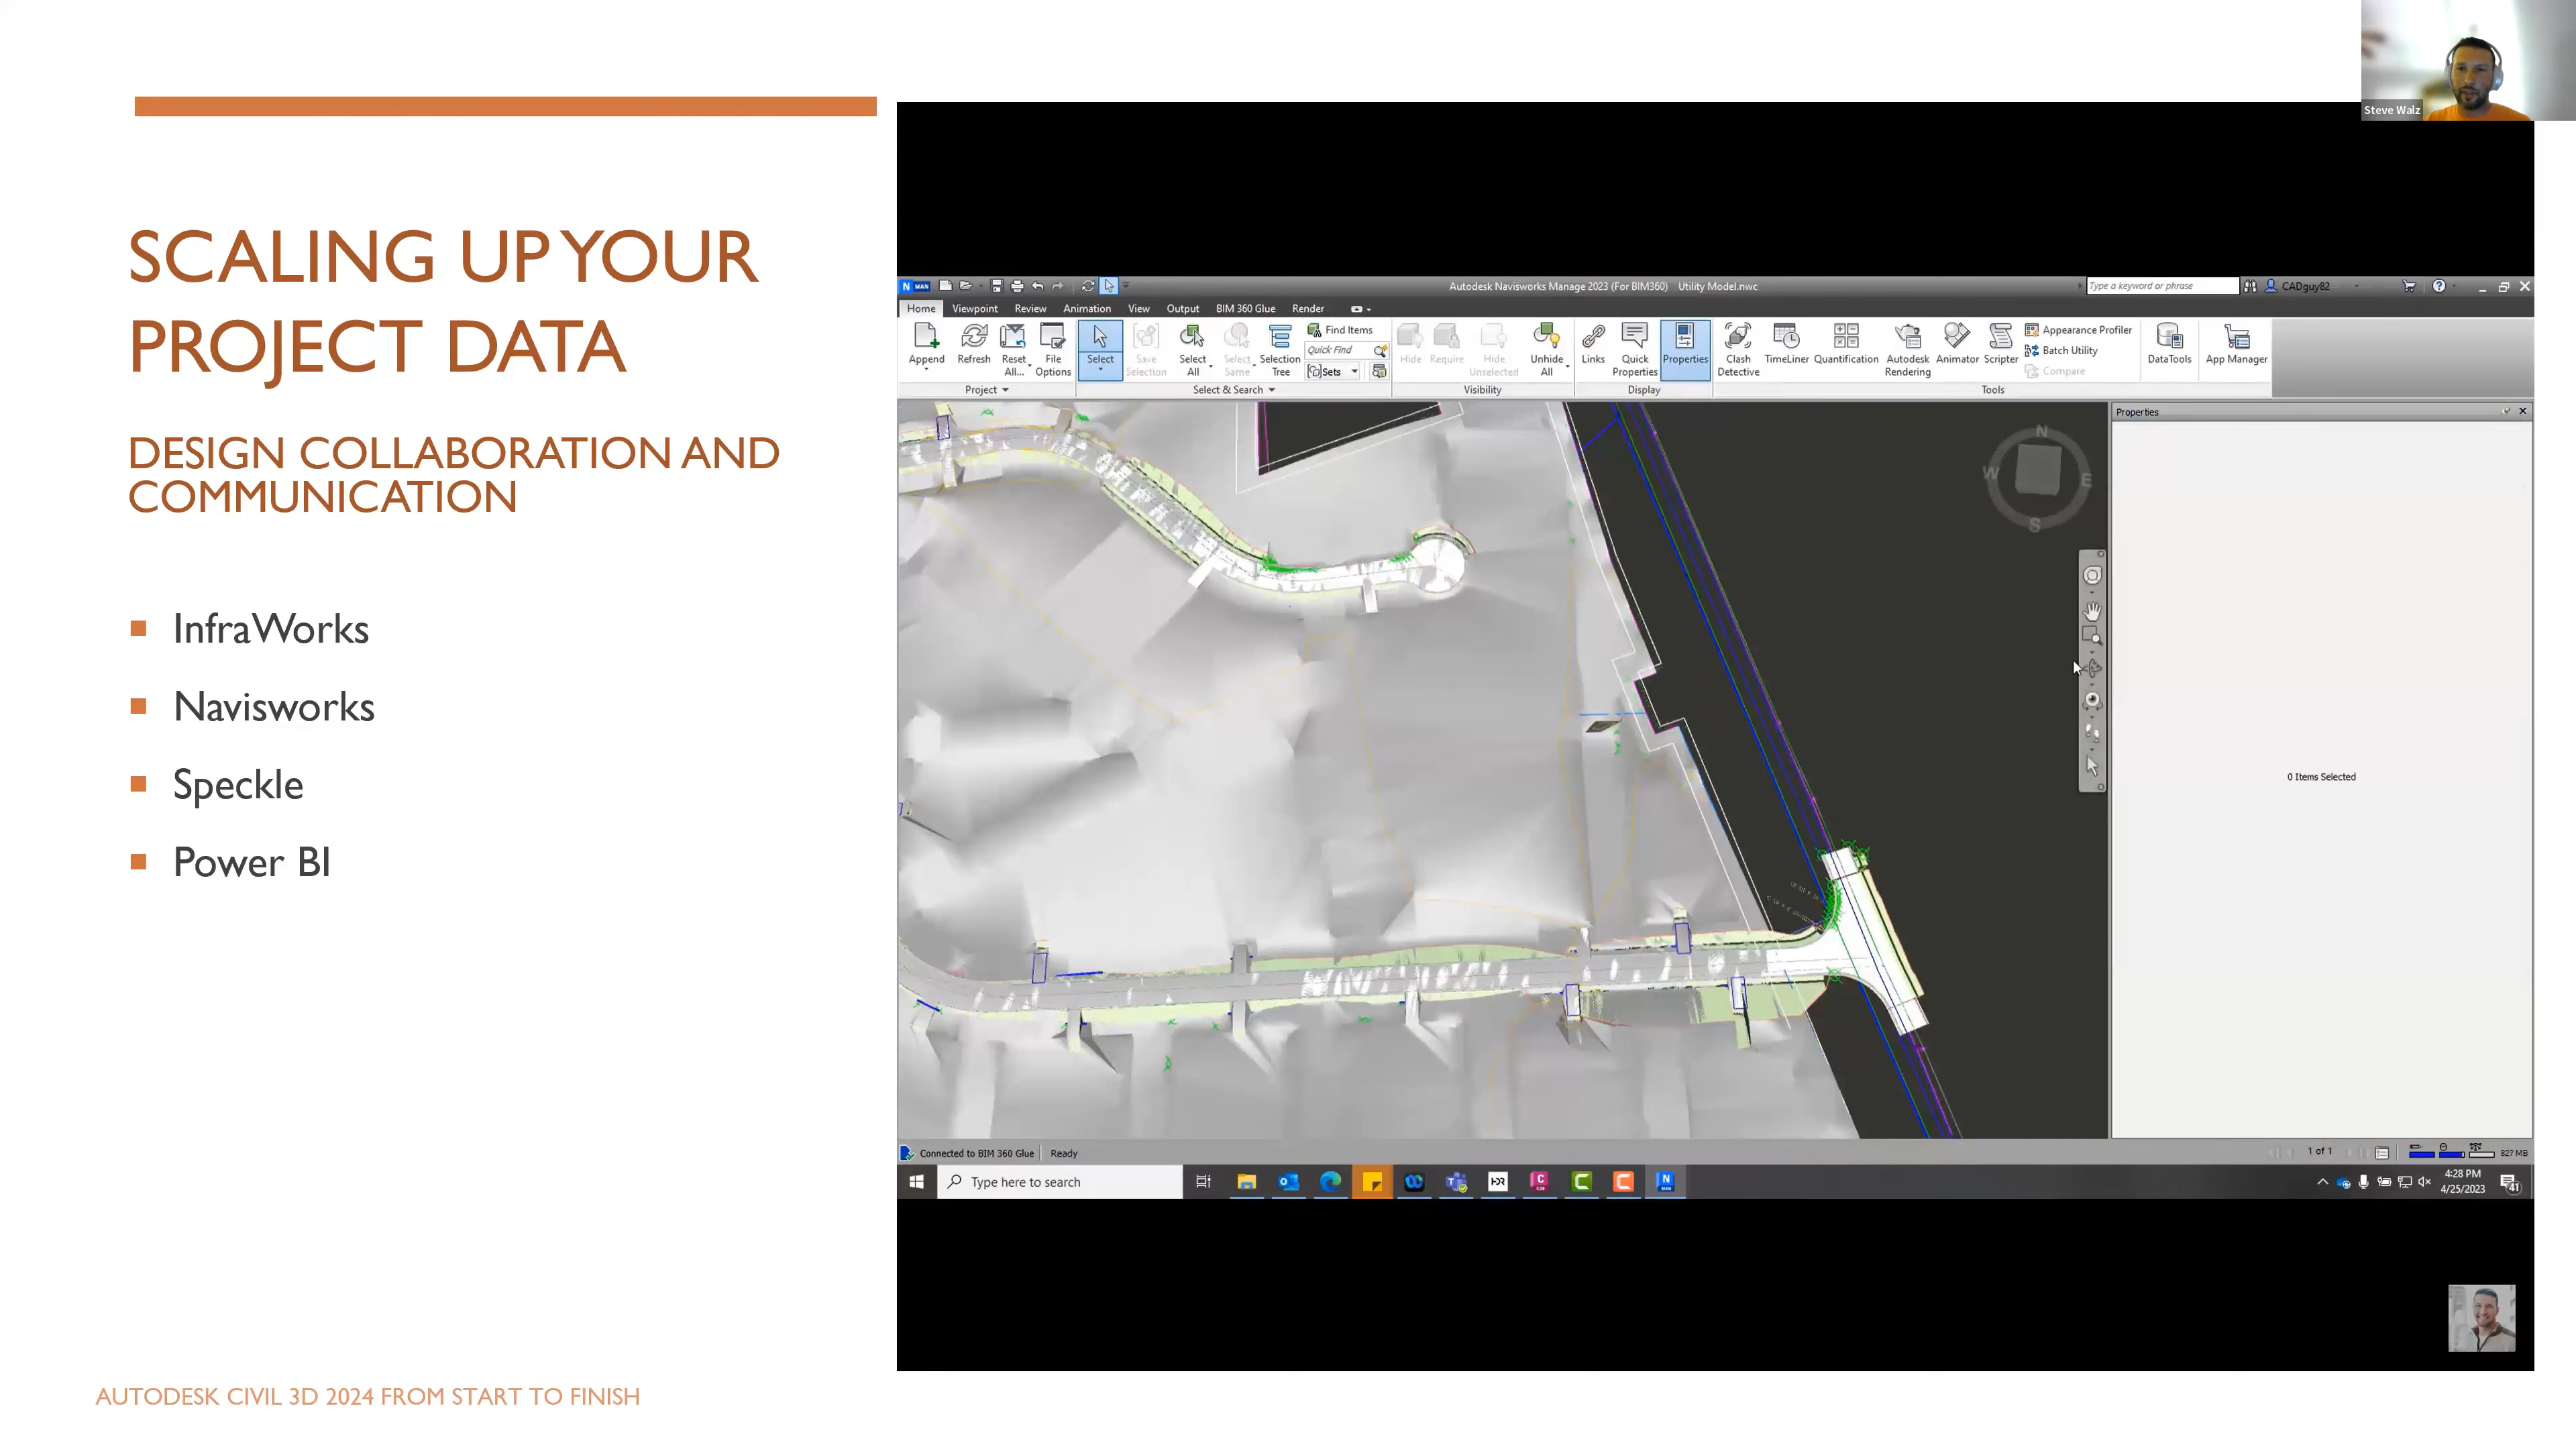 Steve Walz
SCALING UP YOUR
PROJECT DATA
DESIGN COLLABORATION AND
COMMUNICATION
InfraWorks
Navisworks
Speckle
Power BI
AUTODESK CIVIL 3D 2024 FROM START TO FINISH
N MAN
Autodesk Navisworks Manage 2023 (For BIM360) Utility Model.nwc
Type a keyword or phrase
CADguy82
Home Viewpoint Review Animation View Output BIM 360 Glue Render
Append
Refresh
Reset
All...
File
Options
Project
Select
Save
Selection
Select
All
Select
Same
Selection
Tree
Find Items
Quick Find
Sets
Select & Search
Hide
Require
Hide
Unselected
Unhide
All
Visibility
Links
Quick
Properties
Properties
Display
Clash
Detective
TimeLiner
Quantification
Autodesk
Rendering
Animator
Scripter
Appearance Profiler
Batch Utility
Compare
Tools
DataTools
App Manager
Properties
N
W
E
S
0 Items Selected
Connected to BIM 360 Glue Ready
1 of 1
827 MB
Type here to search
4:28 PM
4/25/2023
41